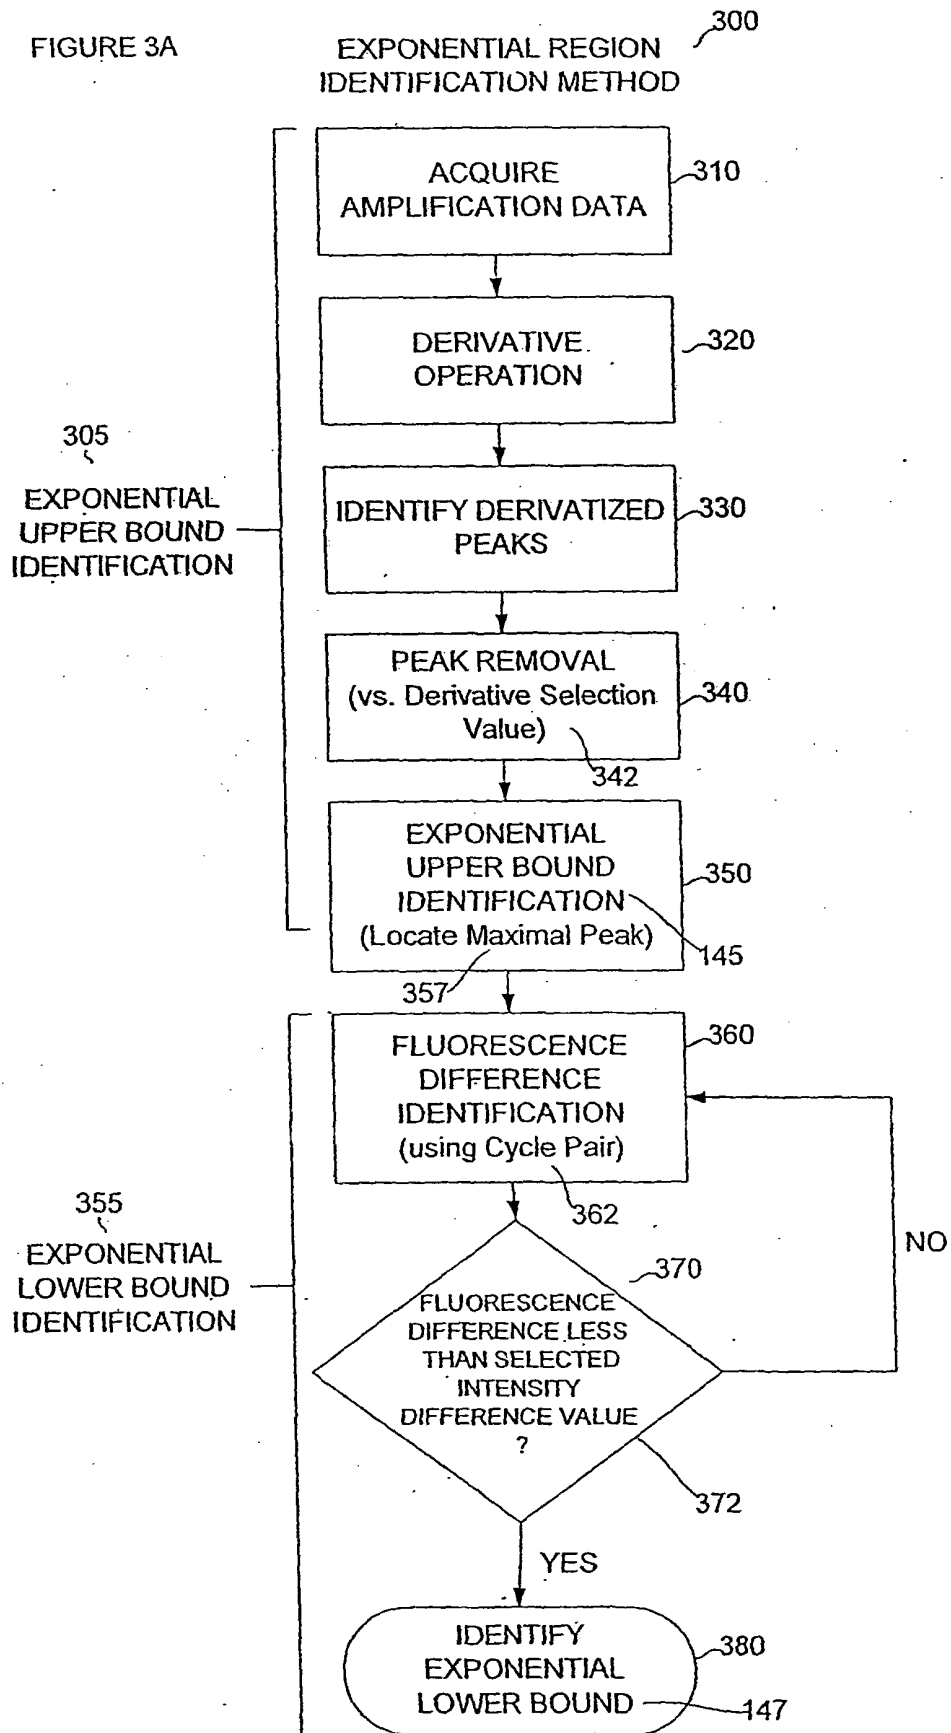 FIGURE 3A
EXPONENTIAL REGION
IDENTIFICATION METHOD
300
ACQUIRE
AMPLIFICATION DATA
310
DERIVATIVE
OPERATION
320
305
EXPONENTIAL
UPPER BOUND
IDENTIFICATION
IDENTIFY DERIVATIZED
PEAKS
330
PEAK REMOVAL
(vs. Derivative Selection
Value)
340
342
EXPONENTIAL
UPPER BOUND
IDENTIFICATION
(Locate Maximal Peak)
350
145
357
FLUORESCENCE
DIFFERENCE
IDENTIFICATION
(using Cycle Pair)
360
362
355
EXPONENTIAL
LOWER BOUND
IDENTIFICATION
NO
370
FLUORESCENCE
DIFFERENCE LESS
THAN SELECTED
INTENSITY
DIFFERENCE VALUE
?
372
YES
IDENTIFY
EXPONENTIAL
LOWER BOUND
380
147